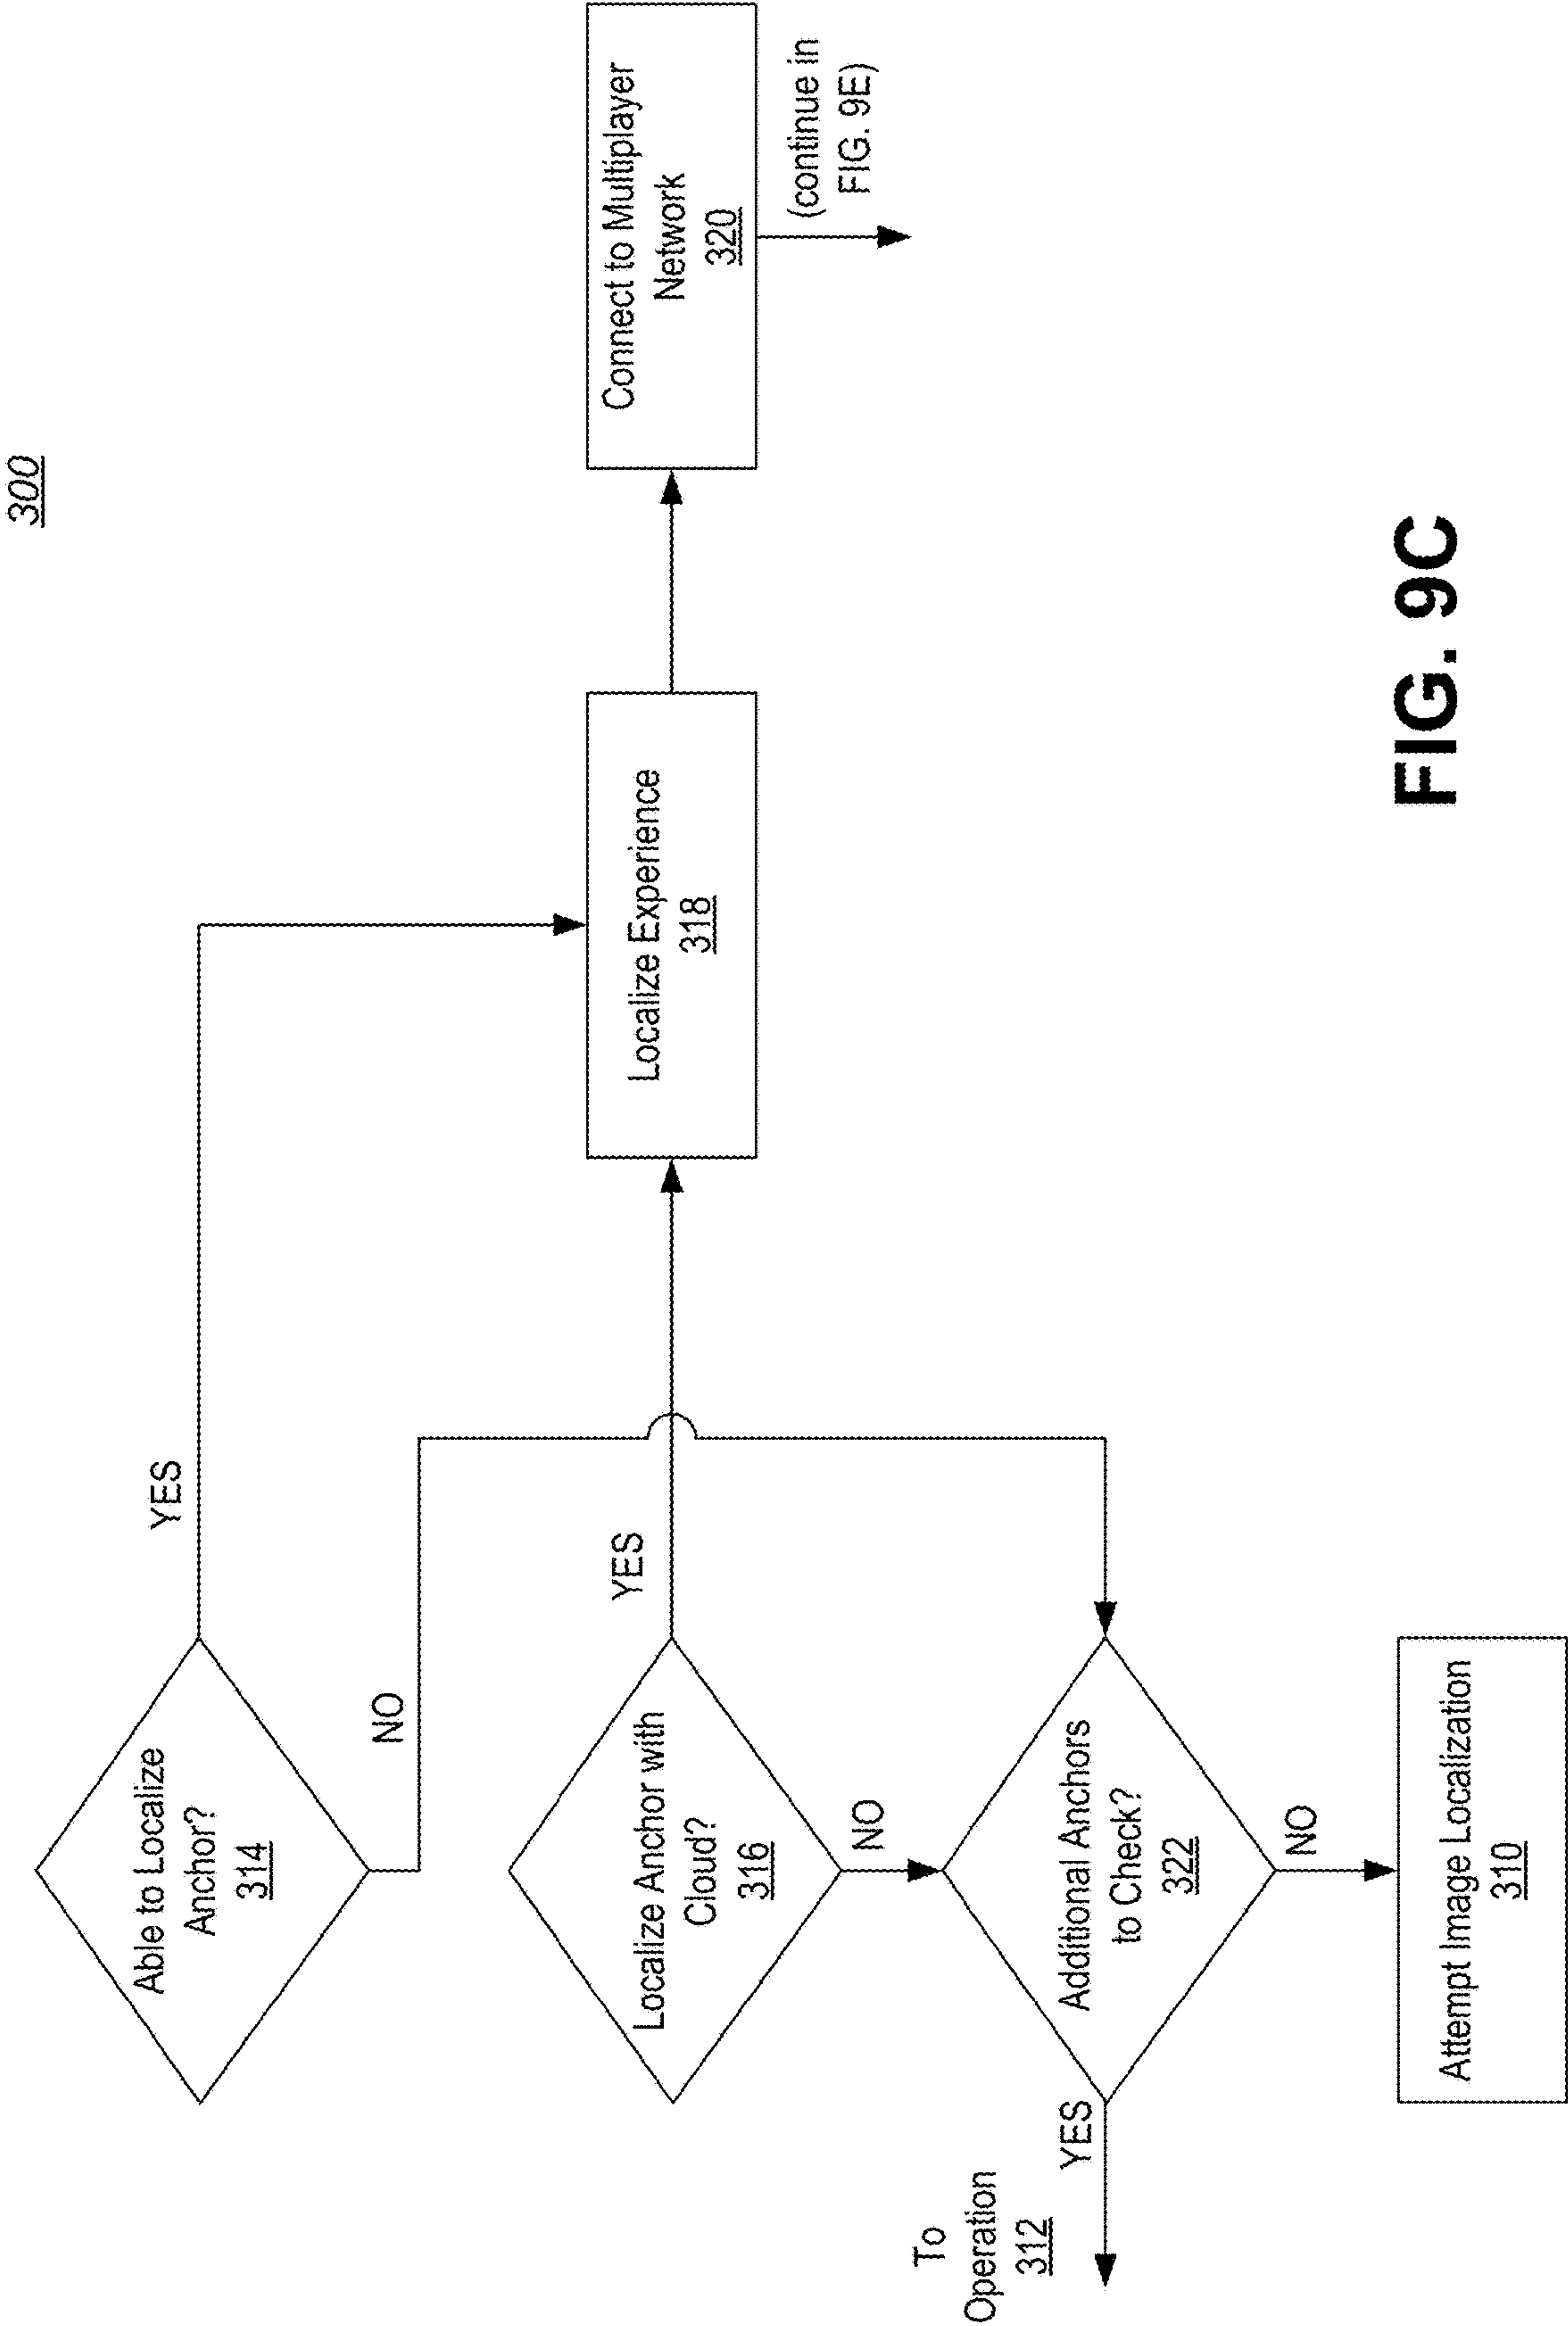 300
Able to Localize
Anchor?
314
YES
NO
Localize Anchor with
Cloud?
316
YES
NO
Localize Experience
318
Connect to Multiplayer
Network
320
(continue in
FIG. 9E)
Additional Anchors
to Check?
322
YES
To
Operation
312
NO
Attempt Image Localization
310
FIG. 9C